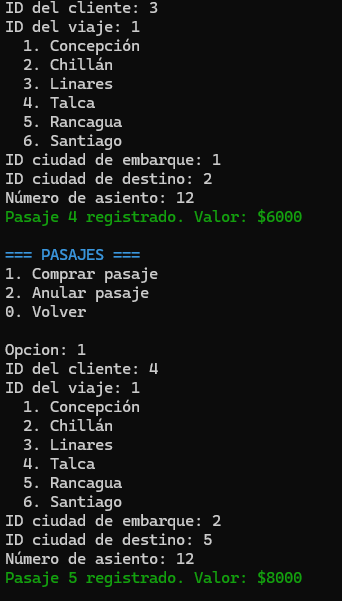 ID del cliente: 3
ID del viaje: 1
1. Concepción
2. Chillán
3. Linares
4. Talca
5. Rancagua
6. Santiago
ID ciudad de embarque: 1
ID ciudad de destino: 2
Número de asiento: 12
Pasaje 4 registrado. Valor: $6000
=== PASAJES ===
1. Comprar pasaje
2. Anular pasaje
0. Volver
Opcion: 1
ID del cliente: 4
ID del viaje: 1
1. Concepción
2. Chillán
3. Linares
4. Talca
5. Rancagua
6. Santiago
ID ciudad de embarque: 2
ID ciudad de destino: 5
Número de asiento: 12
Pasaje 5 registrado. Valor: $8000